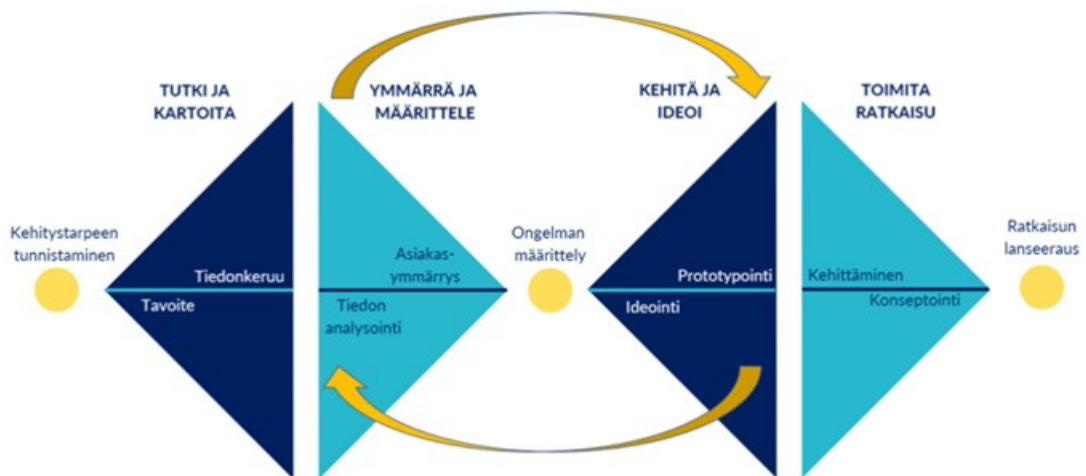 TUTKI JA
KARTOITA
YMMÄRRÄ JA
MÄÄRITTELE
KEHITÄ JA
IDEOI
TOIMITA
RATKAISU
Kehitystarpeen
tunnistaminen
Tiedonkeruu
Tavoite
Asiakas-
ymmärrys
Tiedon
analysointi
Ongelman
määrittely
Prototypointi
Ideointi
Kehittäminen
Konseptointi
Ratkaisun
lanseeraus